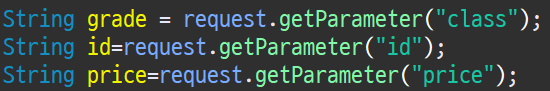 String grade = request.getParameter("class");
String id=request.getParameter("id");
String price=request.getParameter("price");